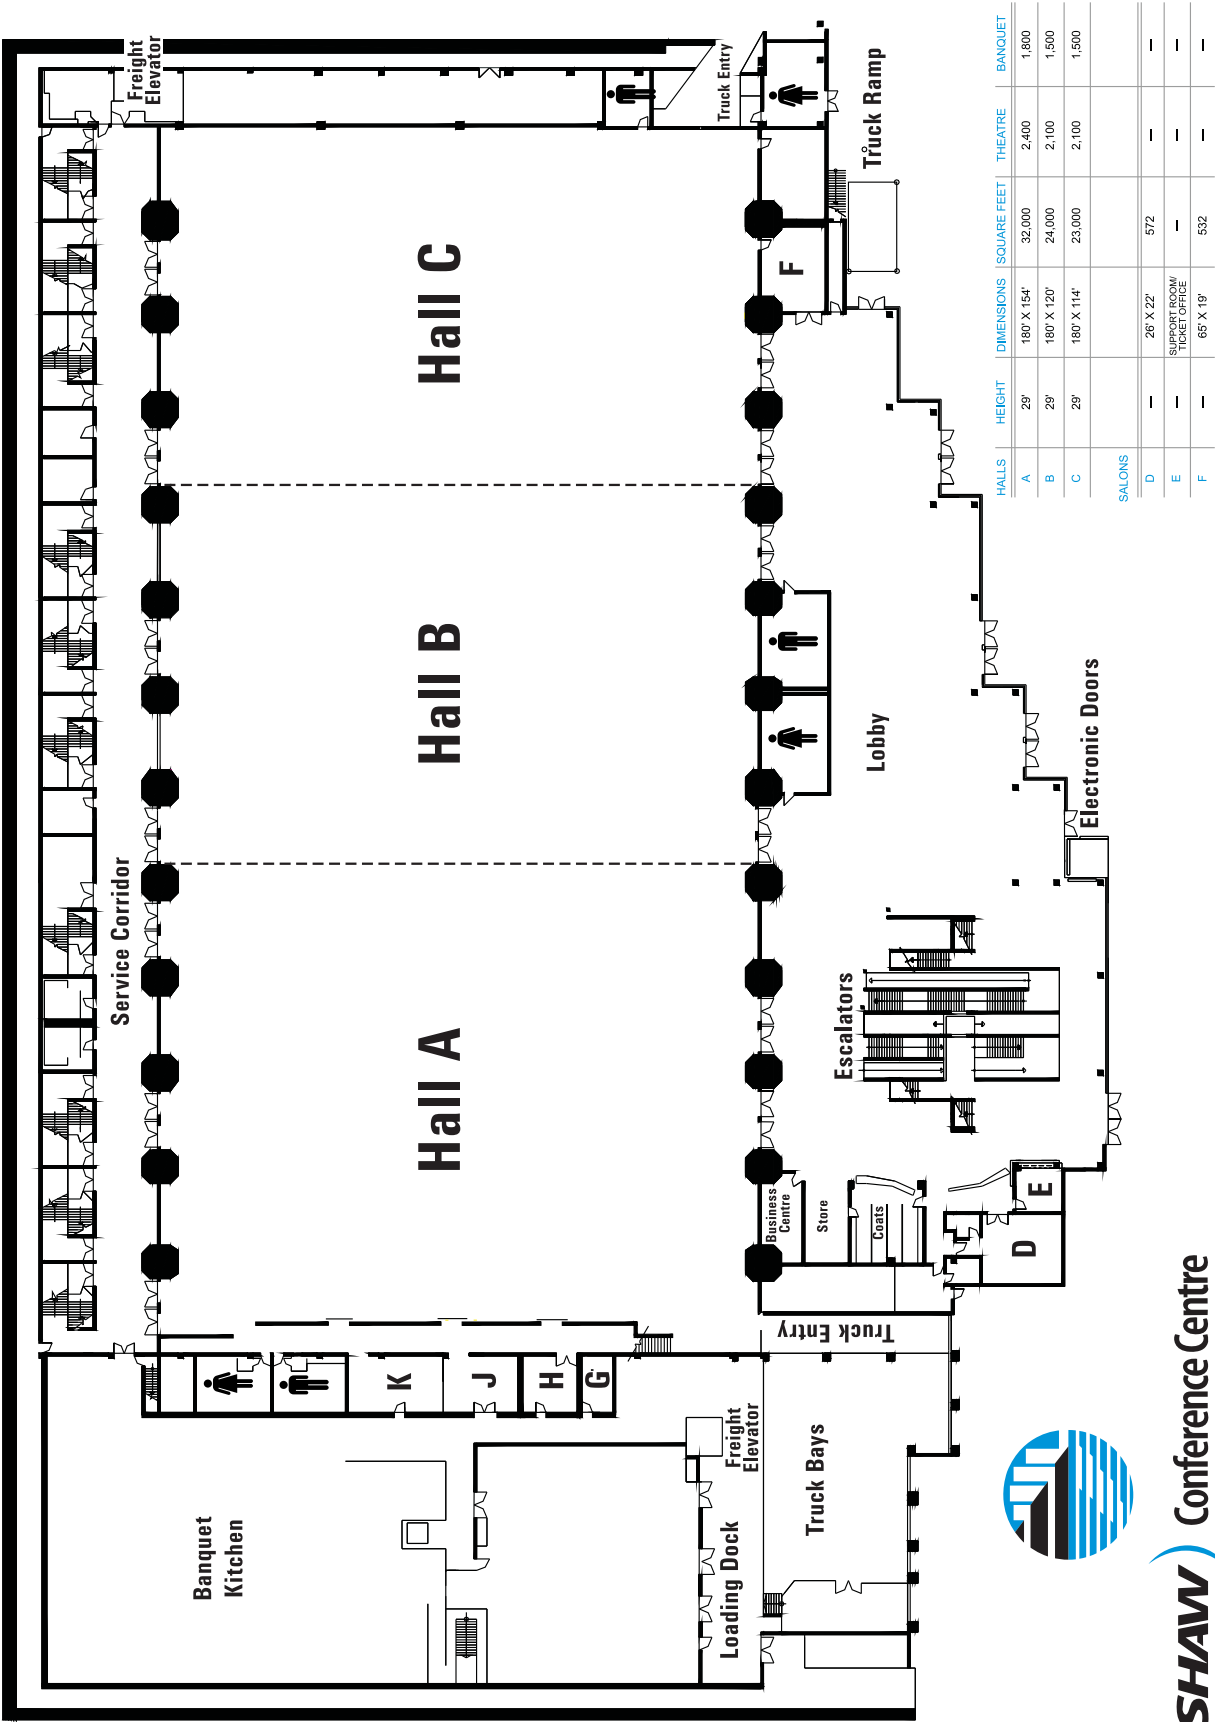 Freight
Elevator
Truck Entry
Truck Ramp
Hall C
F
Hall B
Lobby
Electronic Doors
Service Corridor
Hall A
Escalators
Business
Centre
Store
Coats
E
D
Truck Entry
K
J
H
G
Freight
Elevator
Truck Bays
Banquet
Kitchen
Loading Dock
HALLS HEIGHT DIMENSIONS SQUARE FEET THEATRE BANQUET
A 29' 180' X 154' 32,000 2,400 1,800
B 29' 180' X 120' 24,000 2,100 1,500
C 29' 180' X 114' 23,000 2,100 1,500
SALONS
D — 26' X 22' 572 — —
E — SUPPORT ROOM/
TICKET OFFICE — — —
F — 65' X 19' 532 — —
SHAW) Conference Centre